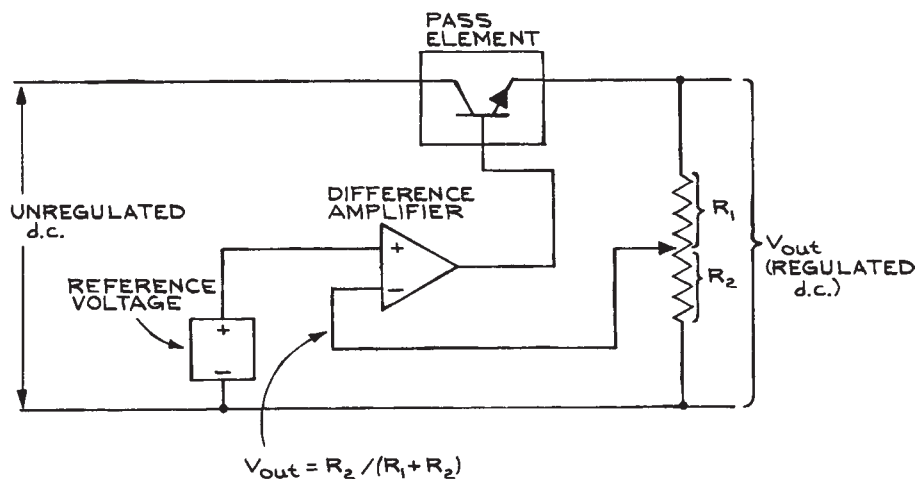 PASS
ELEMENT
DIFFERENCE
AMPLIFIER
UNREGULATED
d.c.
+
−
REFERENCE
VOLTAGE
+
−
R₁
R₂
Vout
(REGULATED
d.c.)
Vout = R₂ /(R₁+R₂)